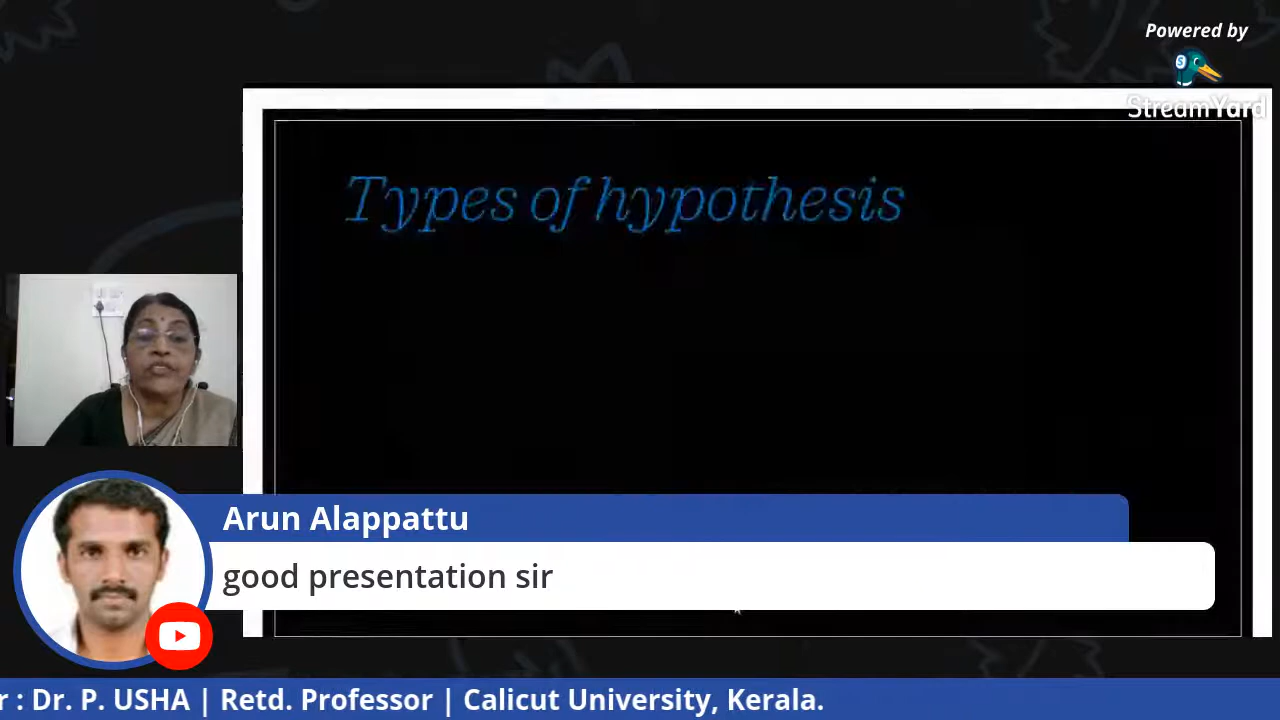 Powered by
StreamYard
Types of hypothesis
Arun Alappattu
good presentation sir
r : Dr. P. USHA | Retd. Professor | Calicut University, Kerala.